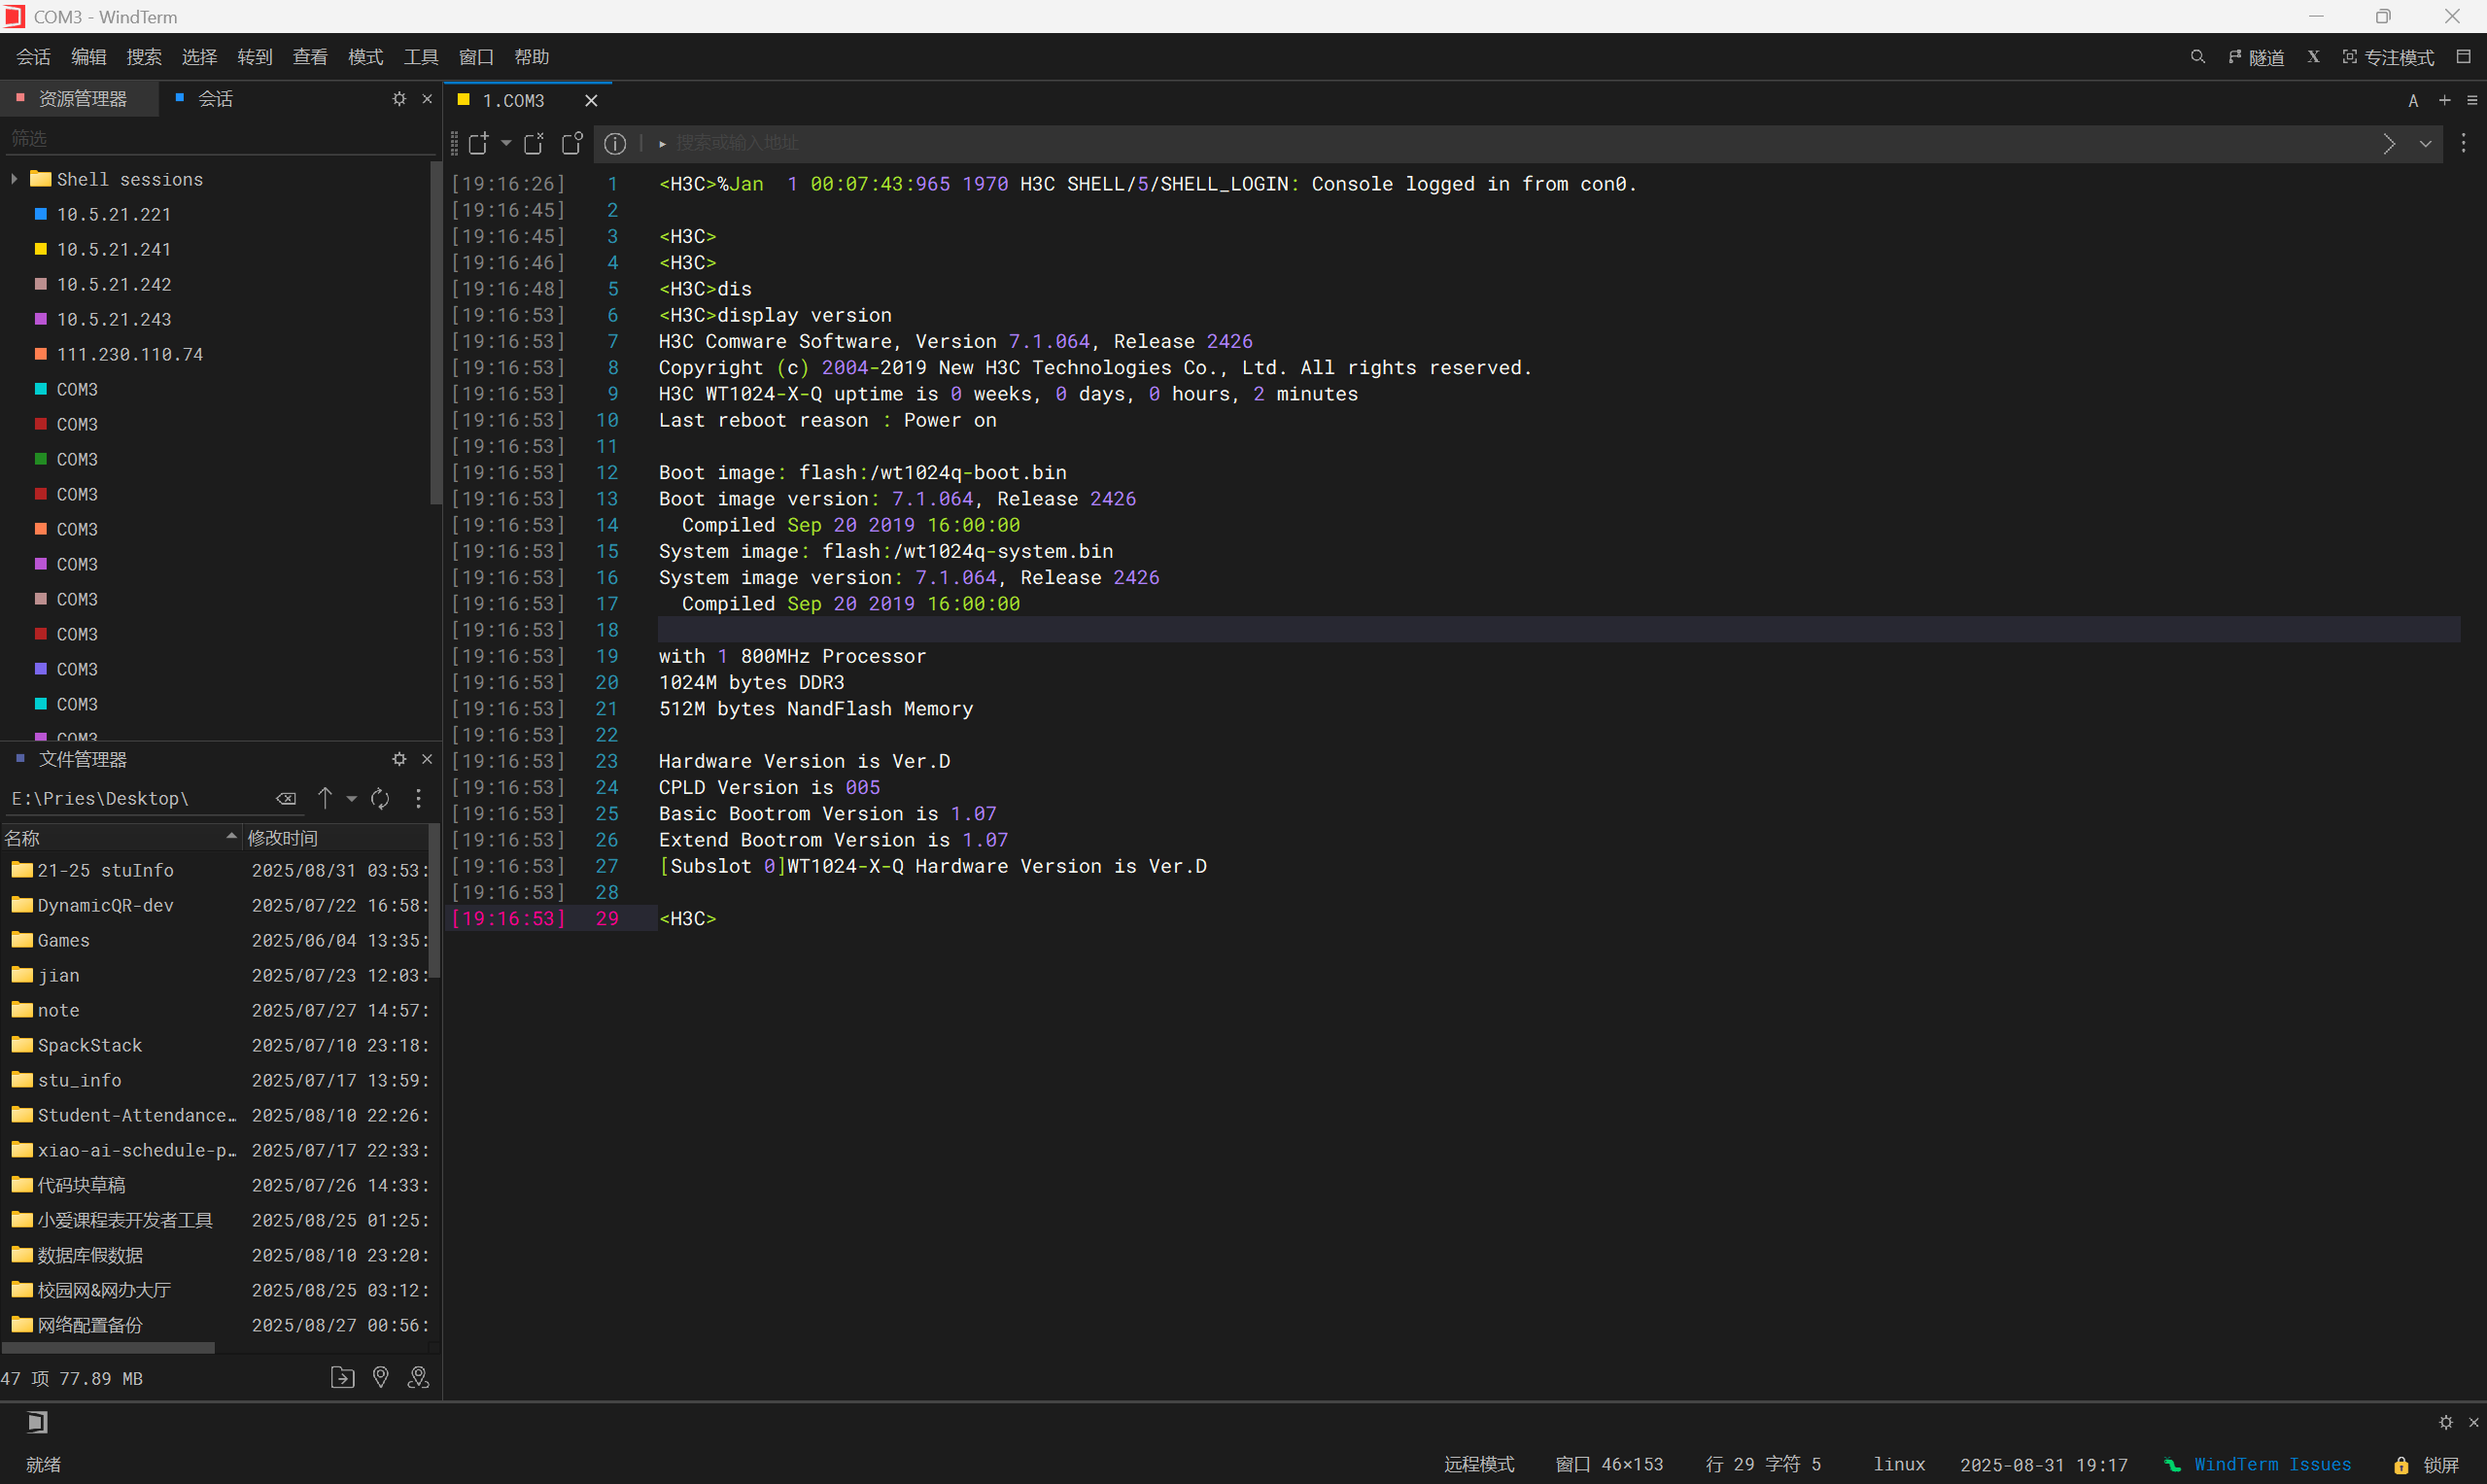 COM3 - WindTerm
会话 编辑 搜索 选择 转到 查看 模式 工具 窗口 帮助
隧道 X 专注模式
资源管理器 会话
筛选
Shell sessions
10.5.21.221
10.5.21.241
10.5.21.242
10.5.21.243
111.230.110.74
COM3
COM3
COM3
COM3
COM3
COM3
COM3
COM3
COM3
COM3
COM3
文件管理器
E:\Pries\Desktop\
名称 修改时间
21-25 stuInfo 2025/08/31 03:53:
DynamicQR-dev 2025/07/22 16:58:
Games 2025/06/04 13:35:
jian 2025/07/23 12:03:
note 2025/07/27 14:57:
SpackStack 2025/07/10 23:18:
stu_info 2025/07/17 13:59:
Student-Attendance… 2025/08/10 22:26:
xiao-ai-schedule-p… 2025/07/17 22:33:
代码块草稿 2025/07/26 14:33:
小爱课程表开发者工具 2025/08/25 01:25:
数据库假数据 2025/08/10 23:20:
校园网&网办大厅 2025/08/25 03:12:
网络配置备份 2025/08/27 00:56:
47 项 77.89 MB
1.COM3
A
搜索或输入地址
[19:16:26] 1 <H3C>%Jan  1 00:07:43:965 1970 H3C SHELL/5/SHELL_LOGIN: Console logged in from con0.
[19:16:45] 2
[19:16:45] 3 <H3C>
[19:16:46] 4 <H3C>
[19:16:48] 5 <H3C>dis
[19:16:53] 6 <H3C>display version
[19:16:53] 7 H3C Comware Software, Version 7.1.064, Release 2426
[19:16:53] 8 Copyright (c) 2004-2019 New H3C Technologies Co., Ltd. All rights reserved.
[19:16:53] 9 H3C WT1024-X-Q uptime is 0 weeks, 0 days, 0 hours, 2 minutes
[19:16:53] 10 Last reboot reason : Power on
[19:16:53] 11
[19:16:53] 12 Boot image: flash:/wt1024q-boot.bin
[19:16:53] 13 Boot image version: 7.1.064, Release 2426
[19:16:53] 14   Compiled Sep 20 2019 16:00:00
[19:16:53] 15 System image: flash:/wt1024q-system.bin
[19:16:53] 16 System image version: 7.1.064, Release 2426
[19:16:53] 17   Compiled Sep 20 2019 16:00:00
[19:16:53] 18
[19:16:53] 19 with 1 800MHz Processor
[19:16:53] 20 1024M bytes DDR3
[19:16:53] 21 512M bytes NandFlash Memory
[19:16:53] 22
[19:16:53] 23 Hardware Version is Ver.D
[19:16:53] 24 CPLD Version is 005
[19:16:53] 25 Basic Bootrom Version is 1.07
[19:16:53] 26 Extend Bootrom Version is 1.07
[19:16:53] 27 [Subslot 0]WT1024-X-Q Hardware Version is Ver.D
[19:16:53] 28
[19:16:53] 29 <H3C>
就绪 远程模式 窗口 46×153 行 29 字符 5 linux 2025-08-31 19:17 WindTerm Issues 锁屏